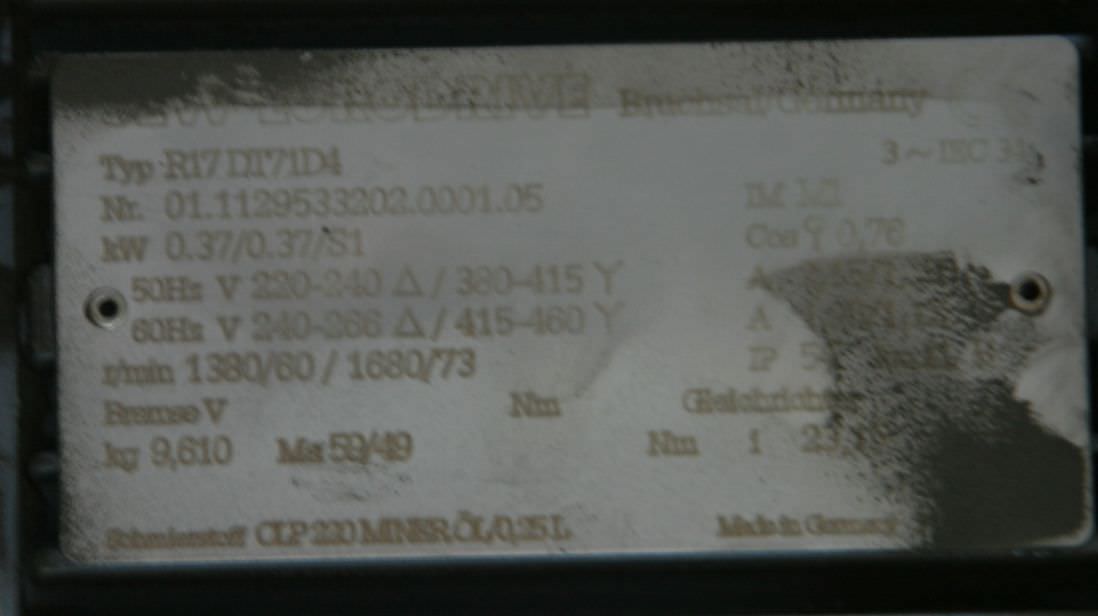 SEW-EURODRIVE Bruchsal/Germany
Typ R17 DT71D4 3~IEC 34
Nr. 01.1129533202.0001.05 IM
kW 0.37/0.37/S1 Cos φ 0,76
50Hz V 220-240 Δ / 380-415 Y A
60Hz V 240-266 Δ / 415-460 Y A
r/min 1380/60 / 1680/73 IP
Bremse V Nm Gleichrichter
kg 9,610 Ma 59/49 Nm i
Schmierstoff CLP 220 MINER.ÖL/0,25 L Made in Germany